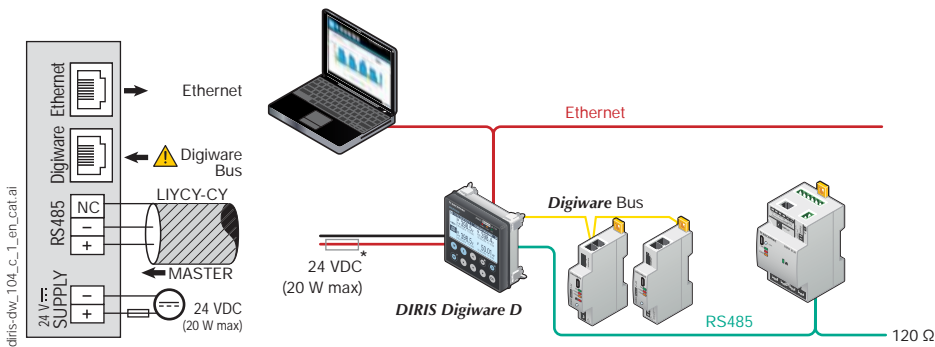 diris-dw_104_c_1_en_cat.ai
Ethernet
Ethernet
Digiware
Digiware
Bus
RS485
NC
–
+
LIYCY-CY
MASTER
24 V
SUPPLY
–
+
24 VDC
(20 W max)
Ethernet
Digiware Bus
*
24 VDC
(20 W max)
DIRIS Digiware D
RS485
120 Ω